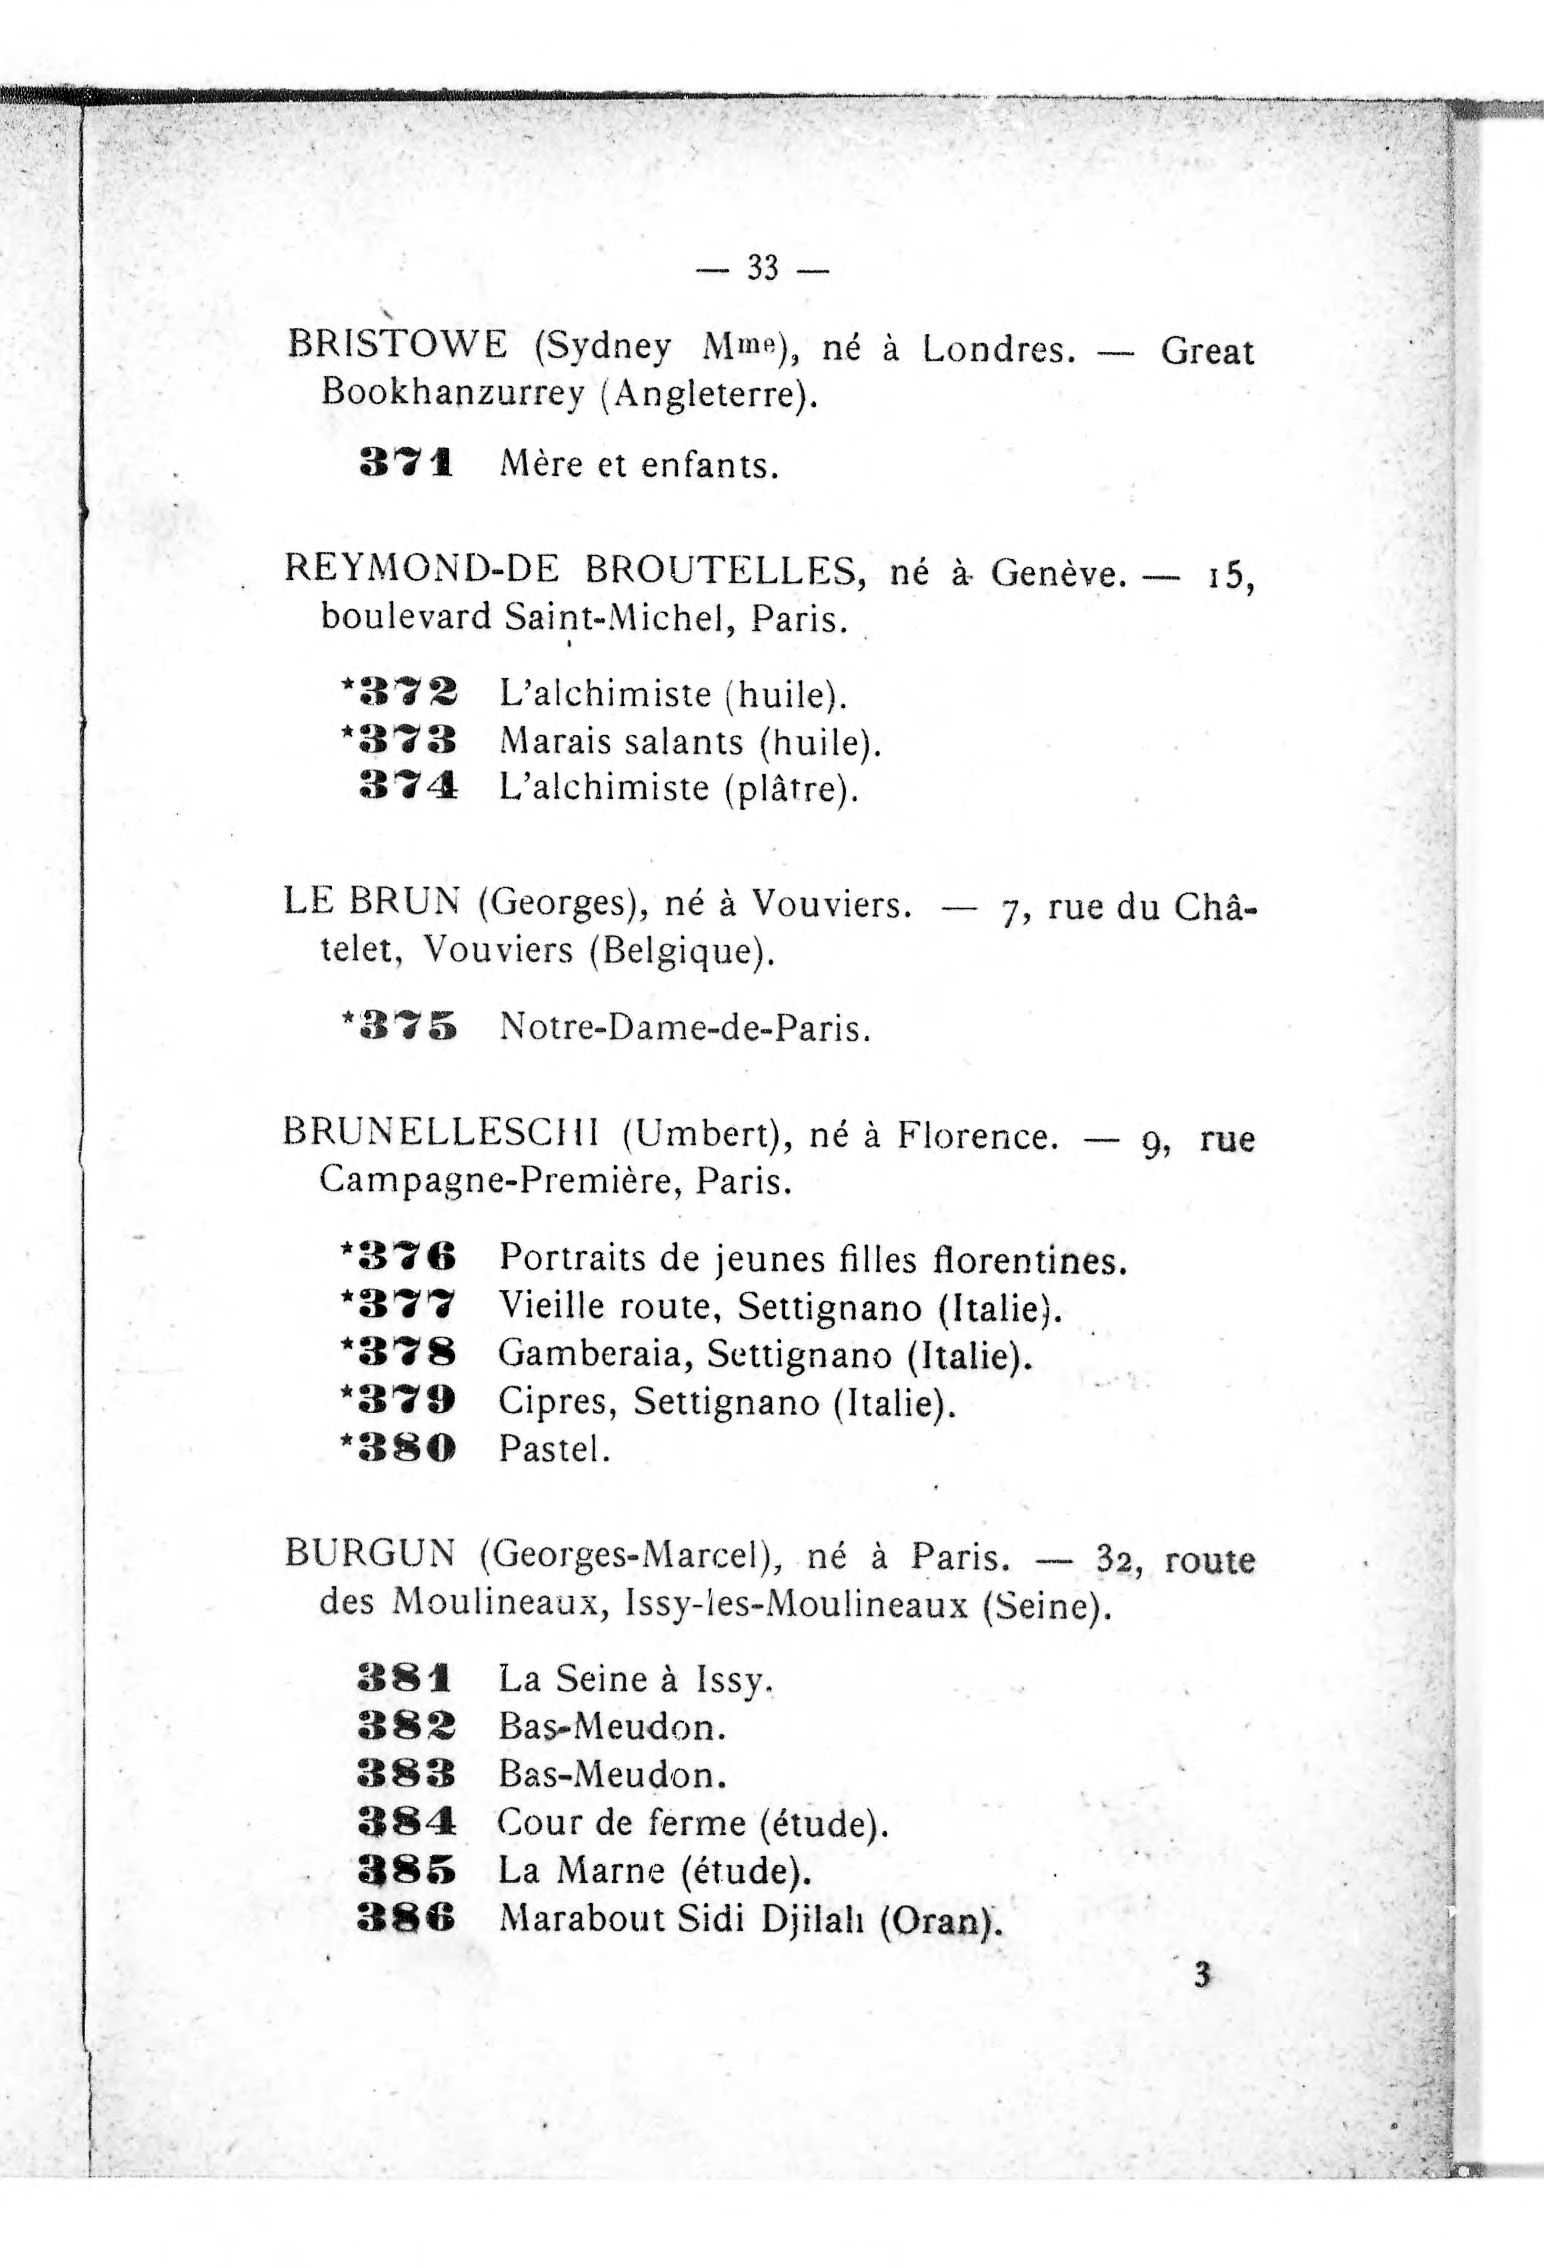 — 33 —
BRISTOWE (Sydney Mme), né à Londres. — Great
Bookhanzurrey (Angleterre).
371 Mère et enfants.
REYMOND-DE BROUTELLES, né à Genève. — 15,
boulevard Saint-Michel, Paris.
*372 L'alchimiste (huile).
*373 Marais salants (huile).
374 L'alchimiste (plâtre).
LE BRUN (Georges), né à Vouviers. — 7, rue du Châ-
telet, Vouviers (Belgique).
*375 Notre-Dame-de-Paris.
BRUNELLESCHI (Umbert), né à Florence. — 9, rue
Campagne-Première, Paris.
*376 Portraits de jeunes filles florentines.
*377 Vieille route, Settignano (Italie).
*378 Gamberaia, Settignano (Italie).
*379 Cipres, Settignano (Italie).
*380 Pastel.
BURGUN (Georges-Marcel), né à Paris. — 32, route
des Moulineaux, Issy-les-Moulineaux (Seine).
381 La Seine à Issy.
382 Bas-Meudon.
383 Bas-Meudon.
384 Cour de ferme (étude).
385 La Marne (étude).
386 Marabout Sidi Djilali (Oran).
3